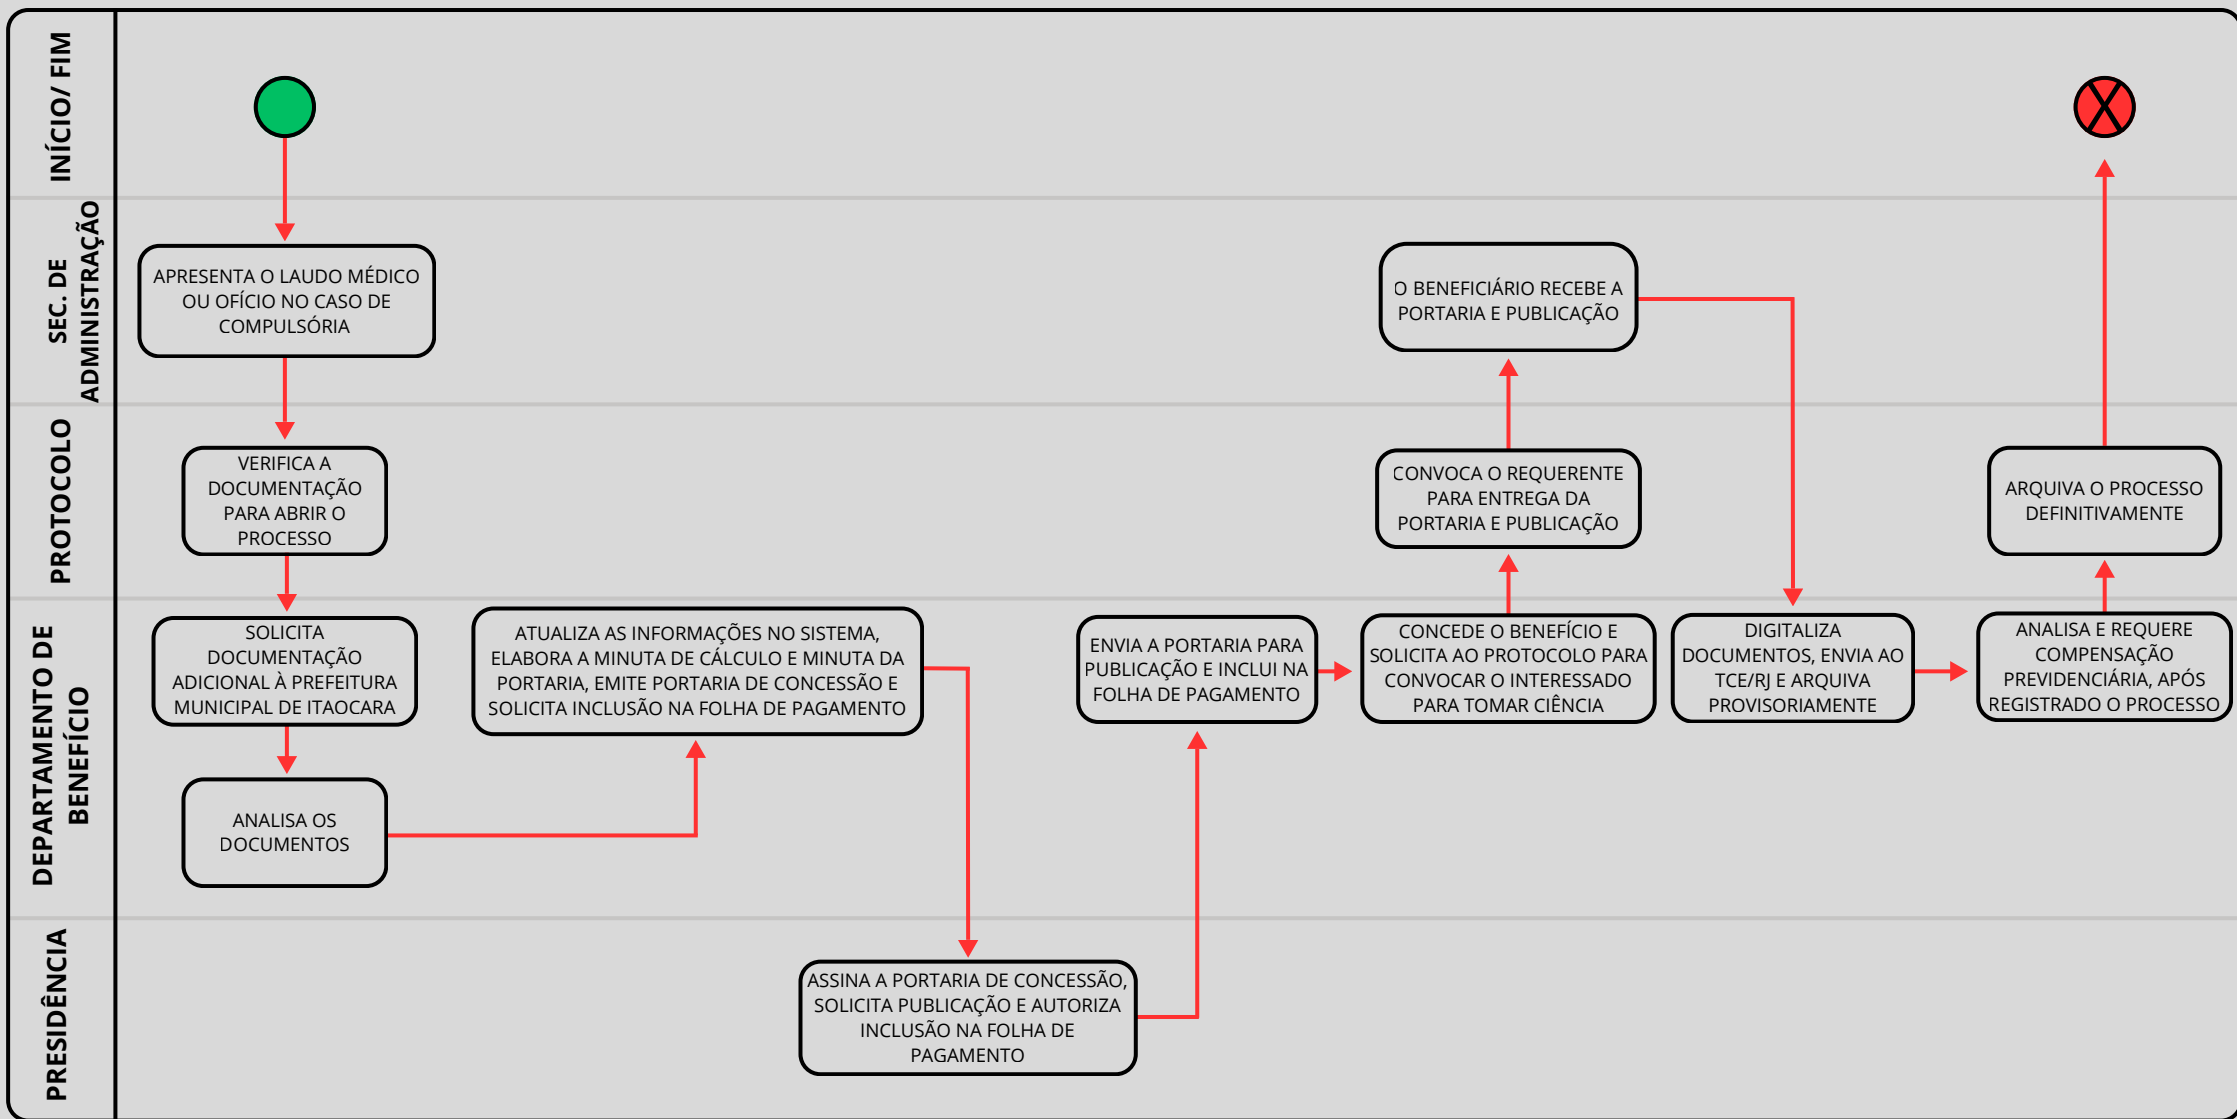 INÍCIO/ FIM
SEC. DE
ADMINISTRAÇÃO
APRESENTA O LAUDO MÉDICO
OU OFÍCIO NO CASO DE
COMPULSÓRIA
O BENEFICIÁRIO RECEBE A
PORTARIA E PUBLICAÇÃO
PROTOCOLO
VERIFICA A
DOCUMENTAÇÃO
PARA ABRIR O
PROCESSO
CONVOCA O REQUERENTE
PARA ENTREGA DA
PORTARIA E PUBLICAÇÃO
ARQUIVA O PROCESSO
DEFINITIVAMENTE
DEPARTAMENTO DE
BENEFÍCIO
SOLICITA
DOCUMENTAÇÃO
ADICIONAL À PREFEITURA
MUNICIPAL DE ITAOCARA
ANALISA OS
DOCUMENTOS
ATUALIZA AS INFORMAÇÕES NO SISTEMA,
ELABORA A MINUTA DE CÁLCULO E MINUTA DA
PORTARIA, EMITE PORTARIA DE CONCESSÃO E
SOLICITA INCLUSÃO NA FOLHA DE PAGAMENTO
ENVIA A PORTARIA PARA
PUBLICAÇÃO E INCLUI NA
FOLHA DE PAGAMENTO
CONCEDE O BENEFÍCIO E
SOLICITA AO PROTOCOLO PARA
CONVOCAR O INTERESSADO
PARA TOMAR CIÊNCIA
DIGITALIZA
DOCUMENTOS, ENVIA AO
TCE/RJ E ARQUIVA
PROVISORIAMENTE
ANALISA E REQUERE
COMPENSAÇÃO
PREVIDENCIÁRIA, APÓS
REGISTRADO O PROCESSO
PRESIDÊNCIA
ASSINA A PORTARIA DE CONCESSÃO,
SOLICITA PUBLICAÇÃO E AUTORIZA
INCLUSÃO NA FOLHA DE
PAGAMENTO